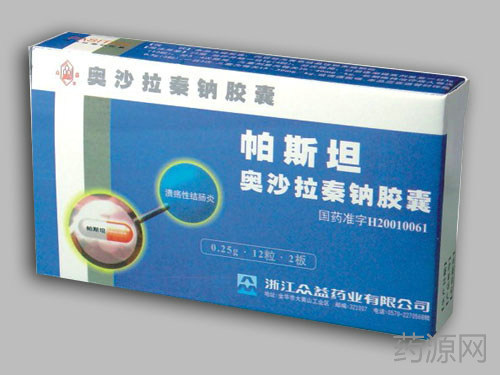 奥沙拉秦钠胶囊
帕斯坦
奥沙拉秦钠胶囊
国药准字H20010061
溃疡性结肠炎
帕斯坦
0.25g·12粒·2板
浙江众益药业有限公司
药源网